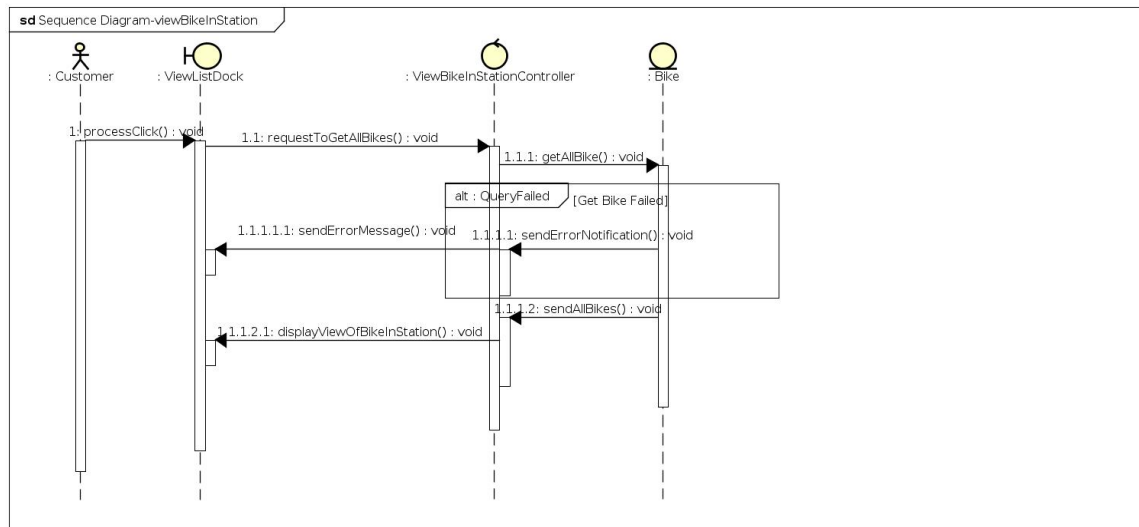 sd Sequence Diagram-viewBikeInStation
: Customer
: ViewListDock
: ViewBikeInStationController
: Bike
1: processClick() : void
1.1: requestToGetAllBikes() : void
1.1.1: getAllBike() : void
alt : QueryFailed
[Get Bike Failed]
1.1.1.1.1: sendErrorMessage() : void
1.1.1.1: sendErrorNotification() : void
1.1.1.2: sendAllBikes() : void
1.1.1.2.1: displayViewOfBikeInStation() : void